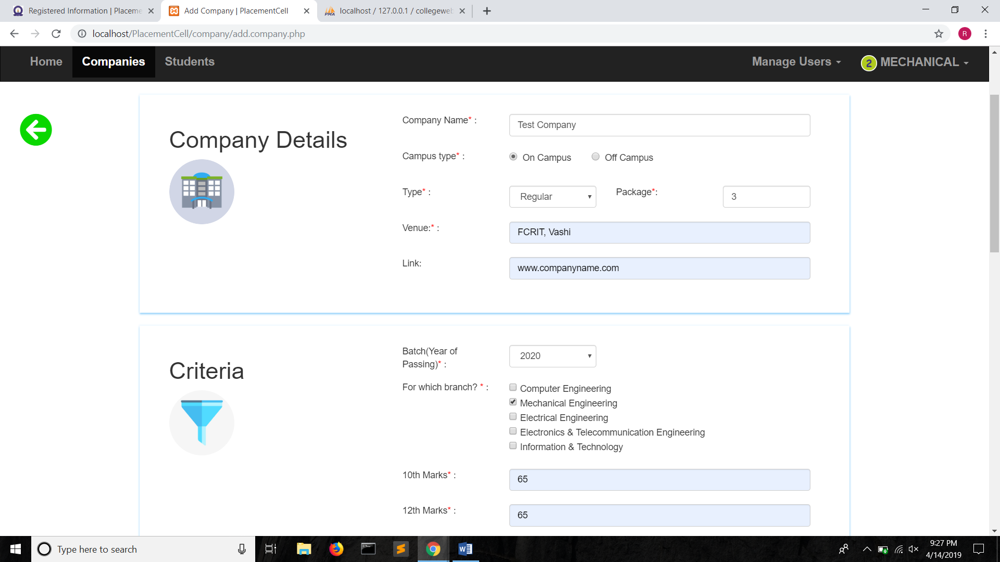 Registered Information | Placeme
Add Company | PlacementCell
PMA localhost / 127.0.0.1 / collegeweb
localhost/PlacementCell/company/add.company.php
R
Home Companies Students Manage Users 2 MECHANICAL
Company Details
Company Name* : Test Company
Campus type* : On Campus Off Campus
Type* : Regular Package*: 3
Venue:* : FCRIT, Vashi
Link: www.companyname.com
Criteria
Batch(Year of
Passing)* : 2020
For which branch? * : Computer Engineering
Mechanical Engineering
Electrical Engineering
Electronics & Telecommunication Engineering
Information & Technology
10th Marks* : 65
12th Marks* : 65
Type here to search
9:27 PM
4/14/2019